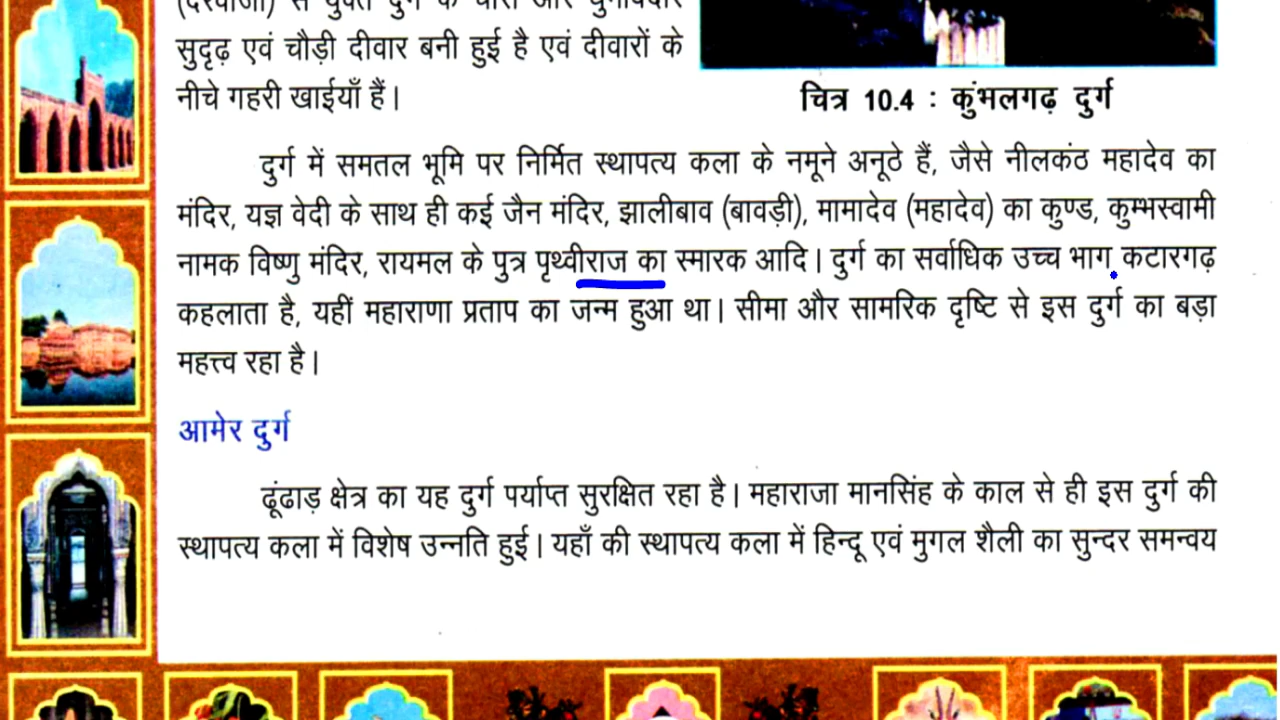 (दरवाजा) से युक्त दुर्ग के चारों ओर घुमावदार
सुदृढ़ एवं चौड़ी दीवार बनी हुई है एवं दीवारों के
नीचे गहरी खाईयाँ हैं।
चित्र 10.4 : कुंभलगढ़ दुर्ग
दुर्ग में समतल भूमि पर निर्मित स्थापत्य कला के नमूने अनूठे हैं, जैसे नीलकंठ महादेव का
मंदिर, यज्ञ वेदी के साथ ही कई जैन मंदिर, झालीबाव (बावड़ी), मामादेव (महादेव) का कुण्ड, कुम्भस्वामी
नामक विष्णु मंदिर, रायमल के पुत्र पृथ्वीराज का स्मारक आदि। दुर्ग का सर्वाधिक उच्च भाग कटारगढ़
कहलाता है, यहीं महाराणा प्रताप का जन्म हुआ था। सीमा और सामरिक दृष्टि से इस दुर्ग का बड़ा
महत्त्व रहा है।
आमेर दुर्ग
ढूंढाड़ क्षेत्र का यह दुर्ग पर्याप्त सुरक्षित रहा है। महाराजा मानसिंह के काल से ही इस दुर्ग की
स्थापत्य कला में विशेष उन्नति हुई। यहाँ की स्थापत्य कला में हिन्दू एवं मुगल शैली का सुन्दर समन्वय